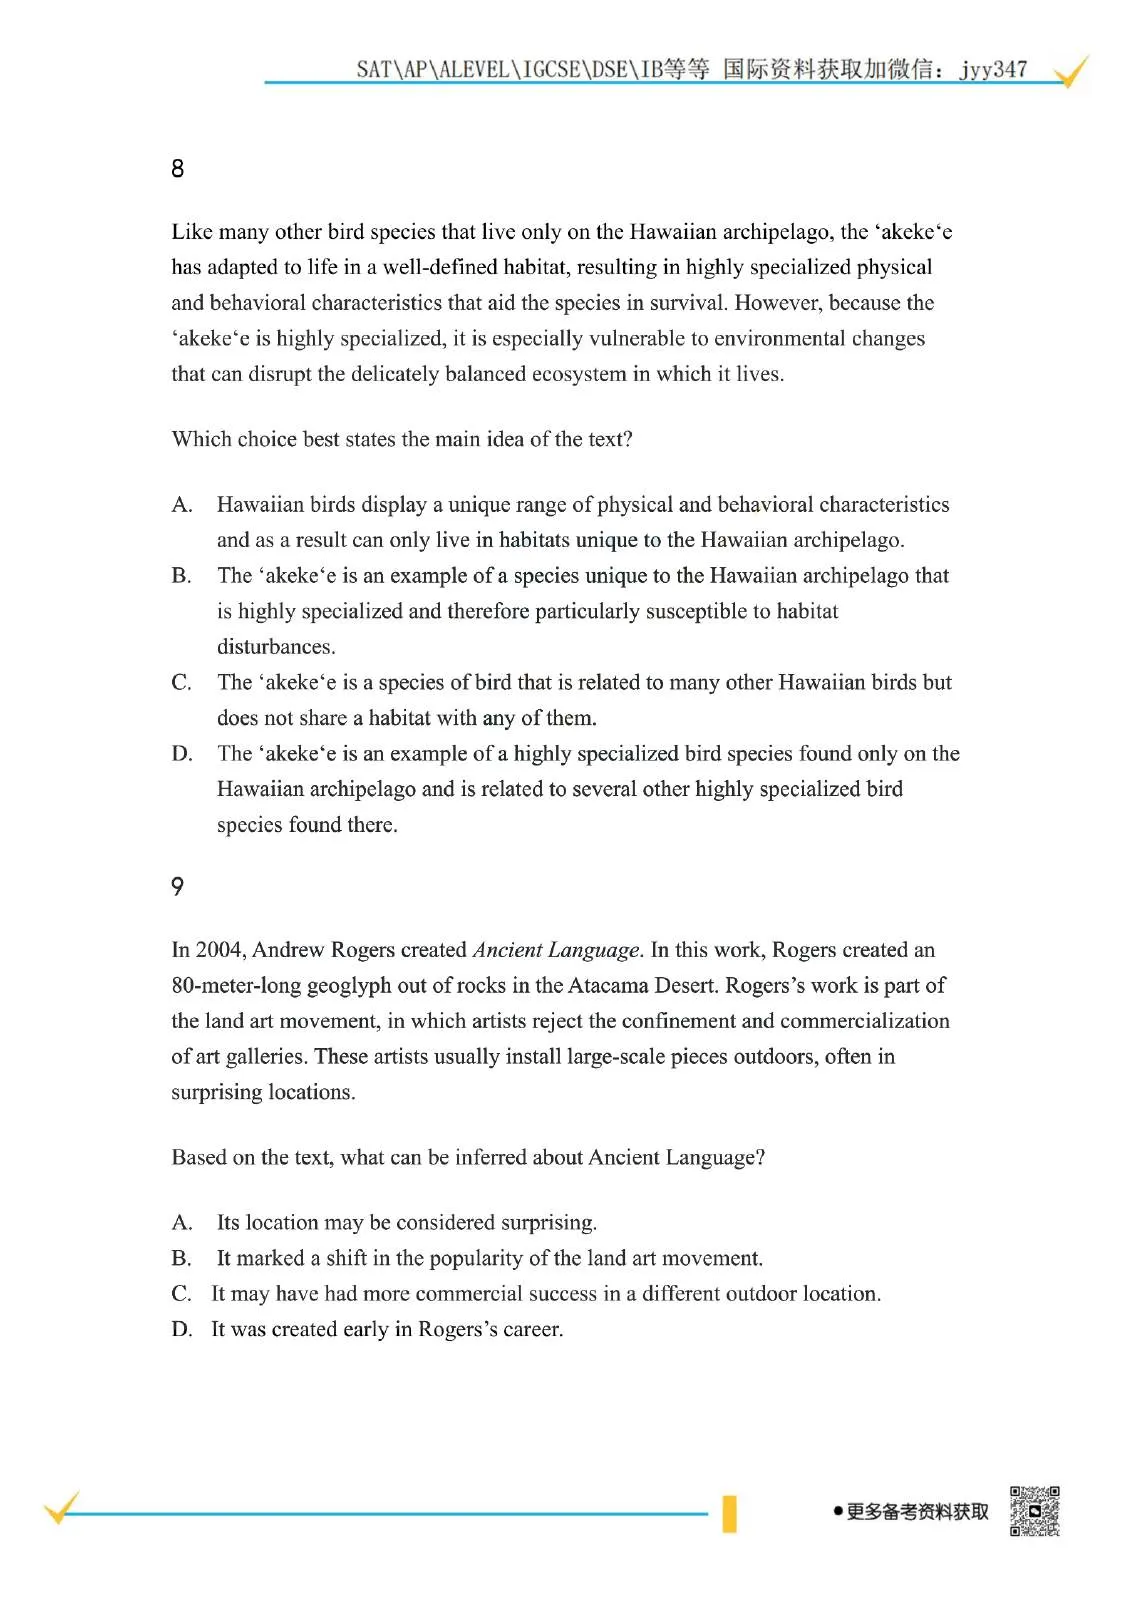 SAT\AP\ALEVEL\IGCSE\DSE\IB等等 国际资料获取加微信：jyy347
8
Like many other bird species that live only on the Hawaiian archipelago, the ‘akeke‘e
has adapted to life in a well-defined habitat, resulting in highly specialized physical
and behavioral characteristics that aid the species in survival. However, because the
‘akeke‘e is highly specialized, it is especially vulnerable to environmental changes
that can disrupt the delicately balanced ecosystem in which it lives.
Which choice best states the main idea of the text?
A. Hawaiian birds display a unique range of physical and behavioral characteristics
and as a result can only live in habitats unique to the Hawaiian archipelago.
B. The ‘akeke‘e is an example of a species unique to the Hawaiian archipelago that
is highly specialized and therefore particularly susceptible to habitat
disturbances.
C. The ‘akeke‘e is a species of bird that is related to many other Hawaiian birds but
does not share a habitat with any of them.
D. The ‘akeke‘e is an example of a highly specialized bird species found only on the
Hawaiian archipelago and is related to several other highly specialized bird
species found there.
9
In 2004, Andrew Rogers created Ancient Language. In this work, Rogers created an
80-meter-long geoglyph out of rocks in the Atacama Desert. Rogers’s work is part of
the land art movement, in which artists reject the confinement and commercialization
of art galleries. These artists usually install large-scale pieces outdoors, often in
surprising locations.
Based on the text, what can be inferred about Ancient Language?
A. Its location may be considered surprising.
B. It marked a shift in the popularity of the land art movement.
C. It may have had more commercial success in a different outdoor location.
D. It was created early in Rogers’s career.
●更多备考资料获取